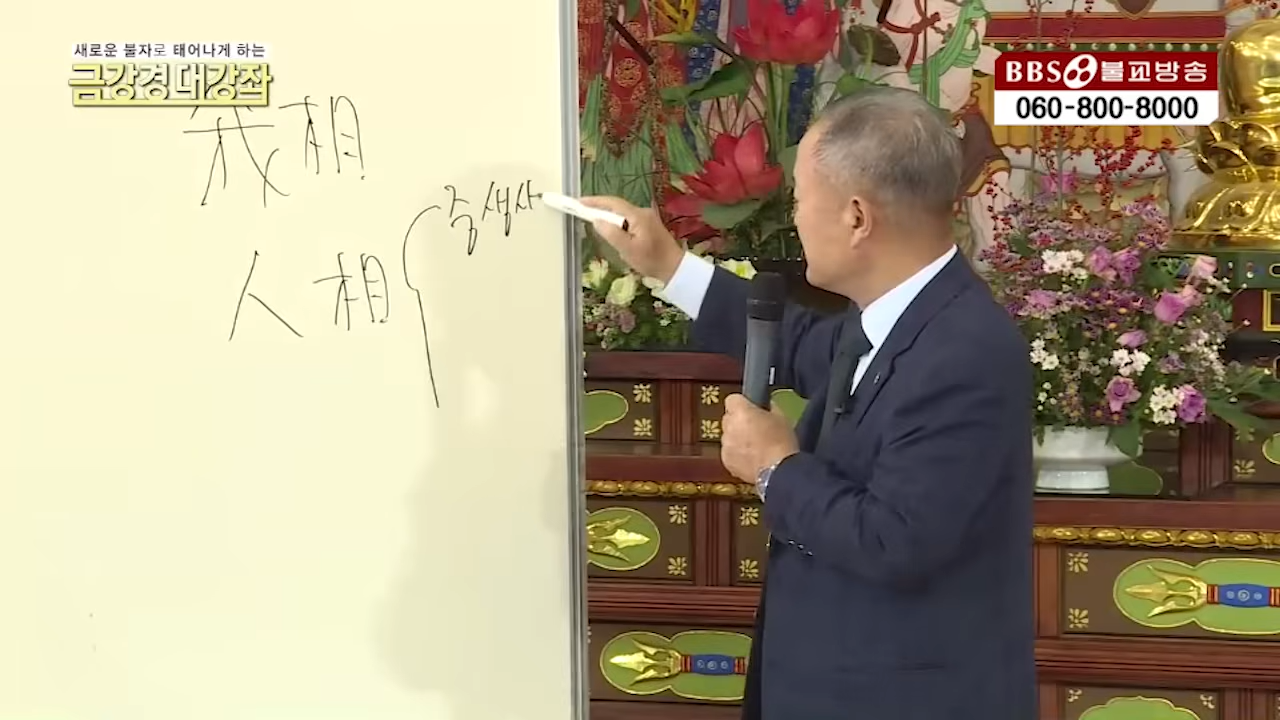 새로운 불자로 태어나게 하는
금강경 대강좌
BBS 불교방송
060-800-8000
我相
人相
중생사